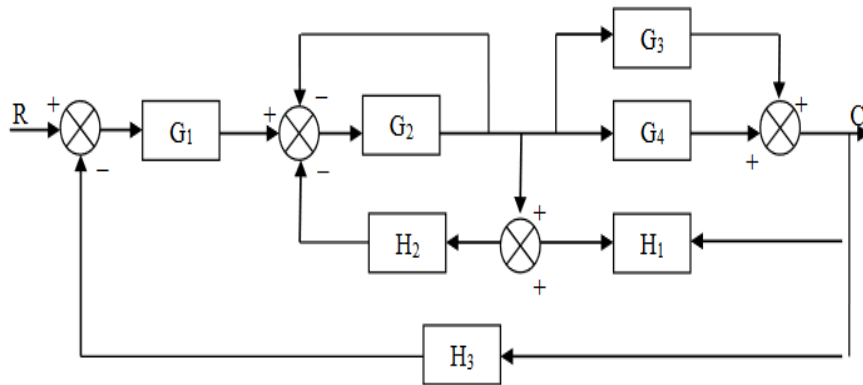 G₃
R + − + C
G₁ + G₂ G₄
− − +
+
H₂ H₁
+
H₃